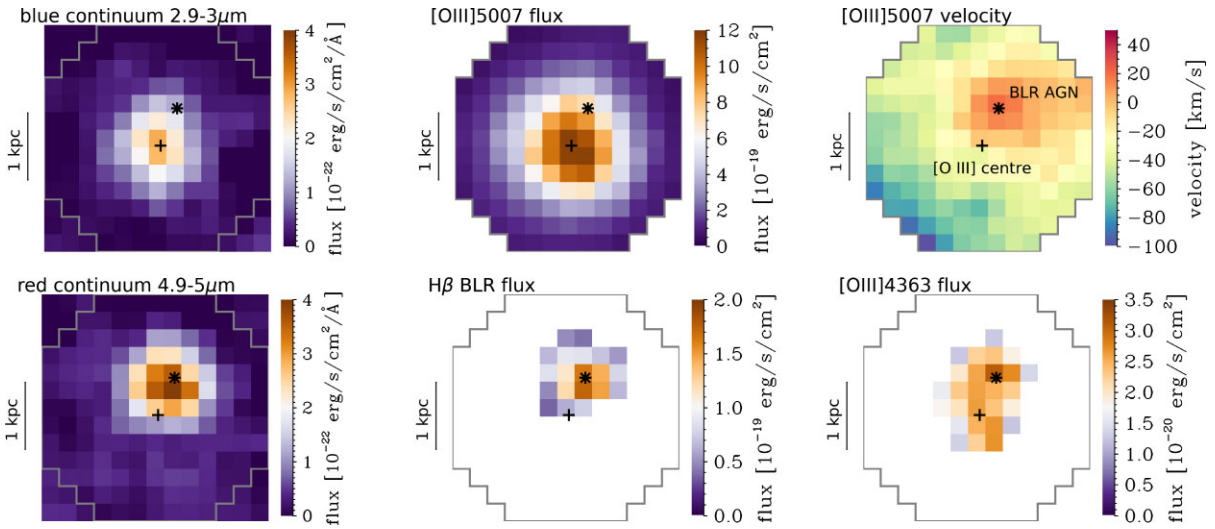 blue continuum 2.9-3μm
1 kpc
4
3
2
1
0
flux [10⁻²² erg/s/cm²/Å]
[OIII]5007 flux
1 kpc
12
10
8
6
4
2
0
flux [10⁻¹⁹ erg/s/cm²]
[OIII]5007 velocity
BLR AGN
[O III] centre
1 kpc
40
20
0
−20
−40
−60
−80
−100
velocity [km/s]
red continuum 4.9-5μm
1 kpc
4
3
2
1
0
flux [10⁻²² erg/s/cm²/Å]
Hβ BLR flux
1 kpc
2.0
1.5
1.0
0.5
0.0
flux [10⁻¹⁹ erg/s/cm²]
[OIII]4363 flux
1 kpc
3.5
3.0
2.5
2.0
1.5
1.0
0.5
0.0
flux [10⁻²⁰ erg/s/cm²]